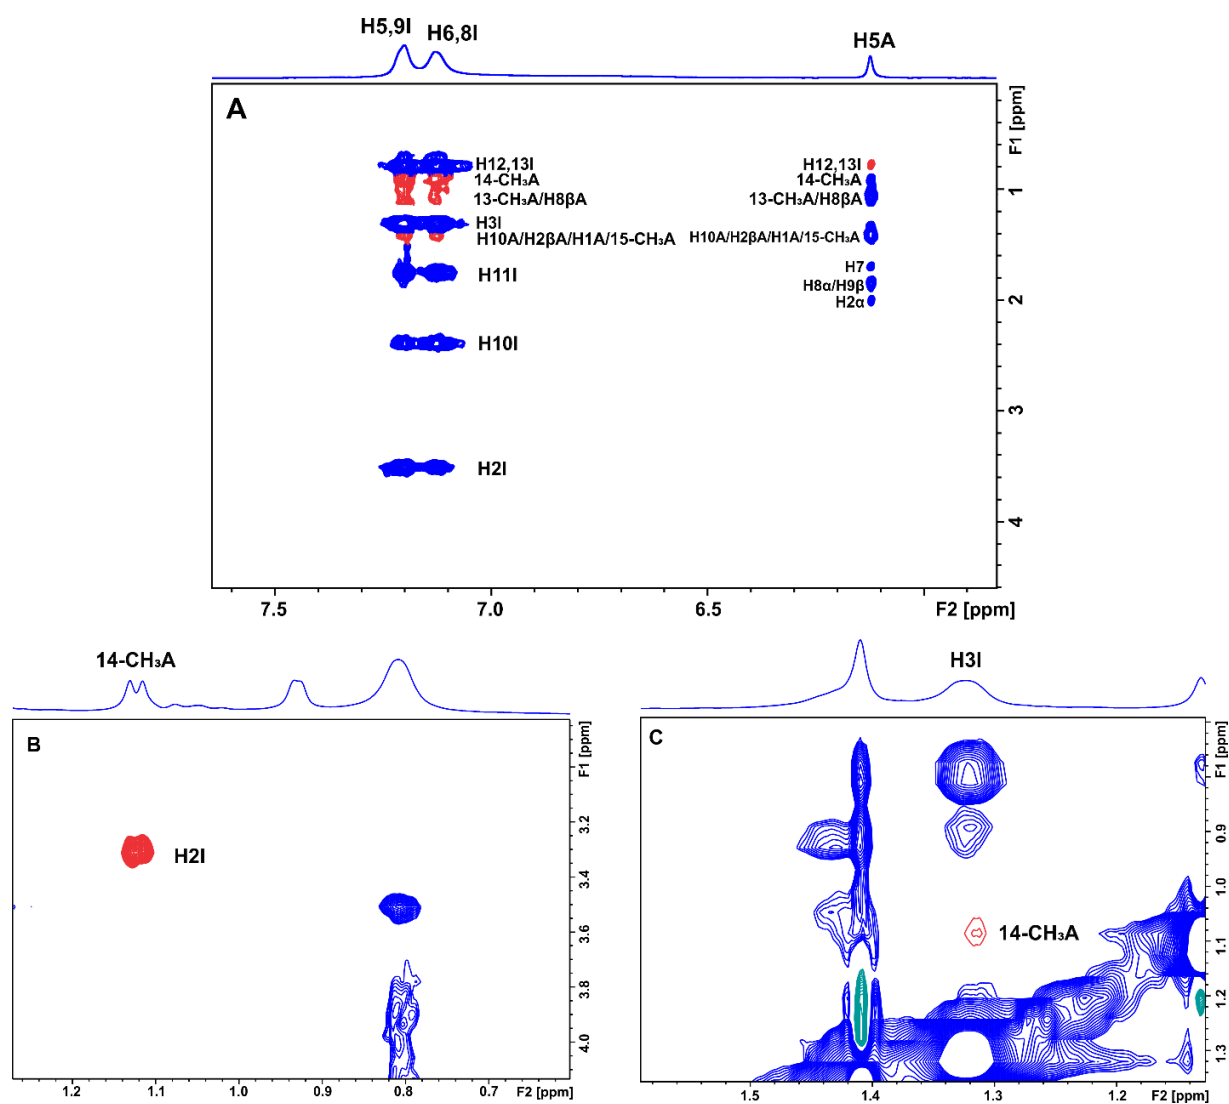 H5,9I H6,8I H5A
A
H12,13I
14-CH₃A
13-CH₃A/H8βA
H3I
H10A/H2βA/H1A/15-CH₃A
H11I
H10I
H2I
H12,13I
14-CH₃A
13-CH₃A/H8βA
H10A/H2βA/H1A/15-CH₃A
H7
H8α/H9β
H2α
F1 [ppm]
1
2
3
4
7.5 7.0 6.5 F2 [ppm]
14-CH₃A
B
H2I
F1 [ppm]
3.2
3.4
3.6
3.8
4.0
1.2 1.1 1.0 0.9 0.8 0.7 F2 [ppm]
H3I
C
14-CH₃A
F1 [ppm]
0.9
1.0
1.1
1.2
1.3
1.5 1.4 1.3 1.2 F2 [ppm]